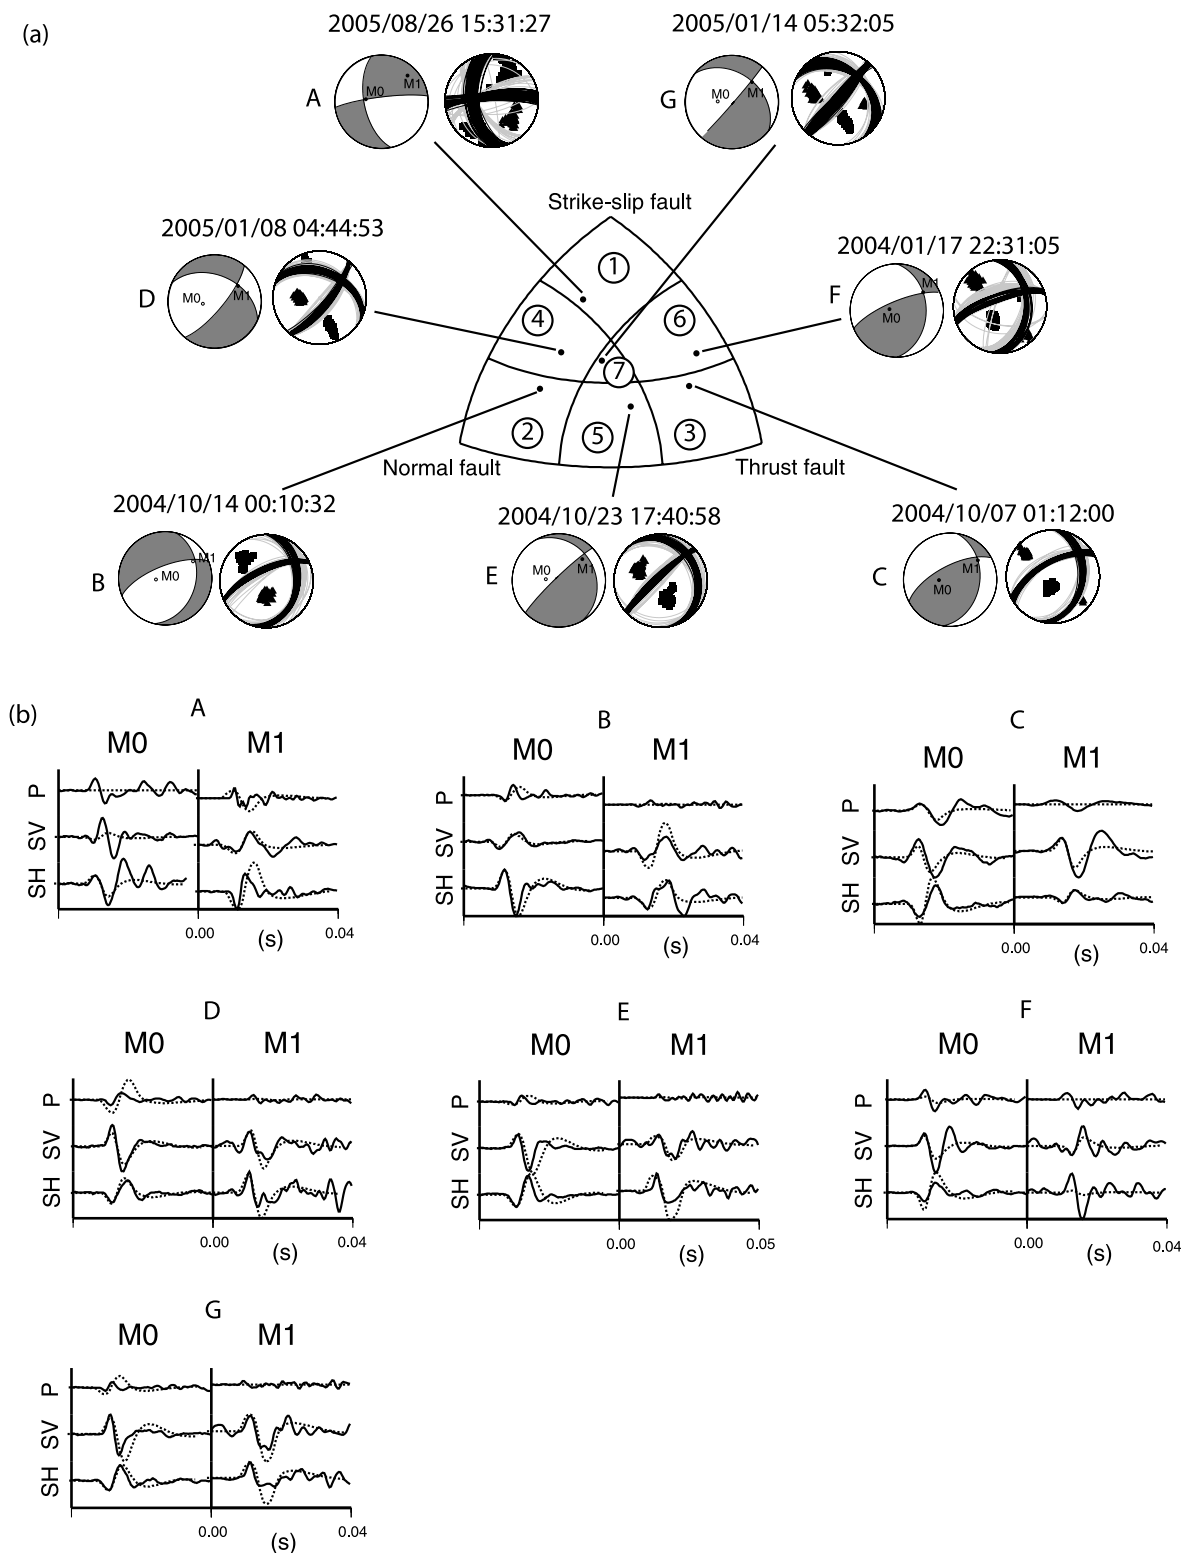 (a)
2005/08/26 15:31:27
2005/01/14 05:32:05
A
M0
M1
G
M0
M1
Strike-slip fault
2005/01/08 04:44:53
2004/01/17 22:31:05
D
M0
M1
F
M1
M0
1
4
6
7
2
5
3
Normal fault
Thrust fault
2004/10/14 00:10:32
2004/10/23 17:40:58
2004/10/07 01:12:00
B
M0
M1
E
M0
M1
C
M1
M0
(b)
A
M0
M1
P
SV
SH
0.00
0.04
(s)
B
M0
M1
P
SV
SH
0.00
0.04
(s)
C
M0
M1
P
SV
SH
0.00
0.04
(s)
D
M0
M1
P
SV
SH
0.00
0.04
(s)
E
M0
M1
P
SV
SH
0.00
0.05
(s)
F
M0
M1
P
SV
SH
0.00
0.04
(s)
G
M0
M1
P
SV
SH
0.00
0.04
(s)